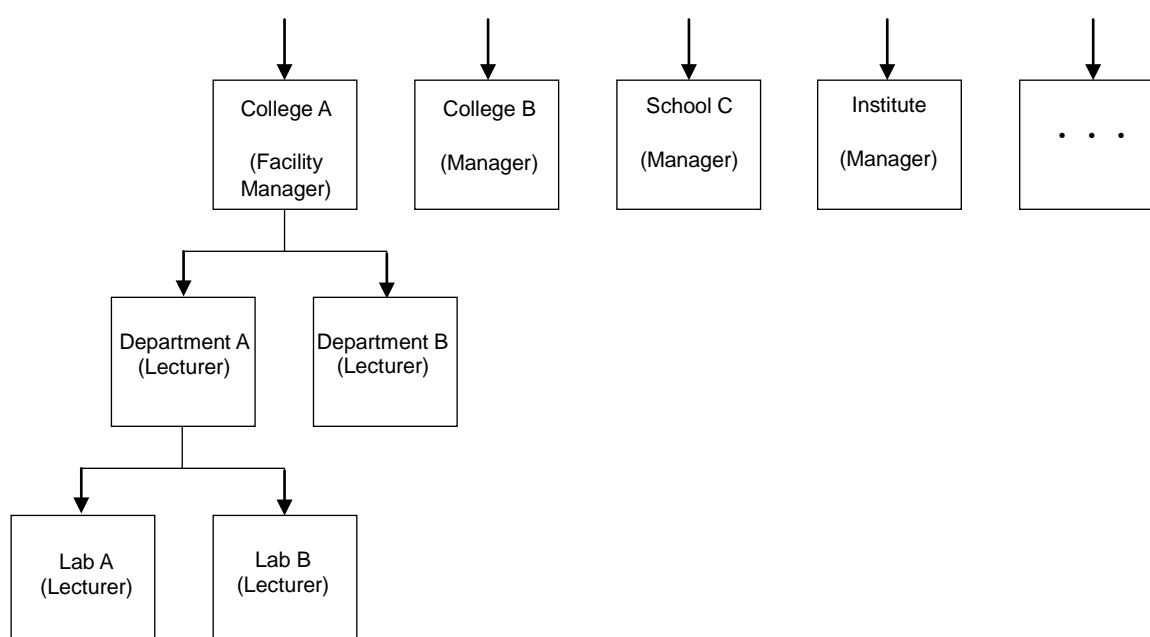 College A
(Facility
Manager)
College B
(Manager)
School C
(Manager)
Institute
(Manager)
. . .
Department A
(Lecturer)
Department B
(Lecturer)
Lab A
(Lecturer)
Lab B
(Lecturer)